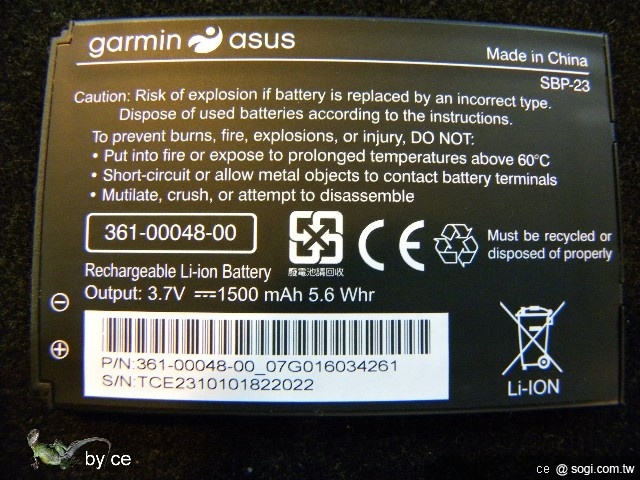 garmin asus
Made in China
SBP-23
Caution: Risk of explosion if battery is replaced by an incorrect type.
Dispose of used batteries according to the instructions.
To prevent burns, fire, explosions, or injury, DO NOT:
• Put into fire or expose to prolonged temperatures above 60°C
• Short-circuit or allow metal objects to contact battery terminals
• Mutilate, crush, or attempt to disassemble
361-00048-00
廢電池請回收
CE
Must be recycled or
disposed of properly
Rechargeable Li-ion Battery
Output: 3.7V ⎓1500 mAh 5.6 Whr
P/N:361-00048-00_07G016034261
S/N:TCE2310101822022
Li-ION
by ce
ce @ sogi.com.tw